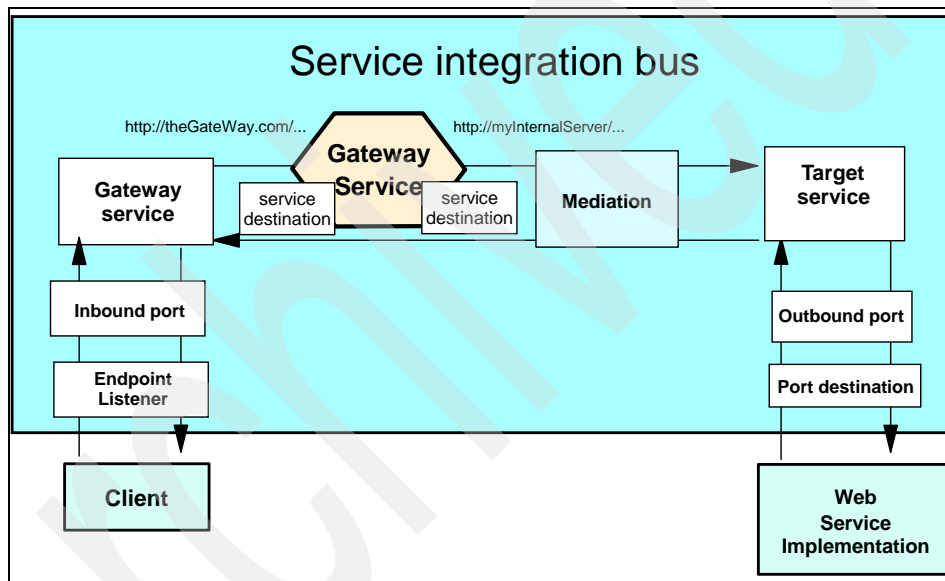 Service integration bus
http://theGateWay.com/...
http://myInternalServer/...
Gateway
Service
service
destination
service
destination
Gateway
service
Mediation
Target
service
Inbound port
Outbound port
Endpoint
Listener
Port destination
Client
Web
Service
Implementation